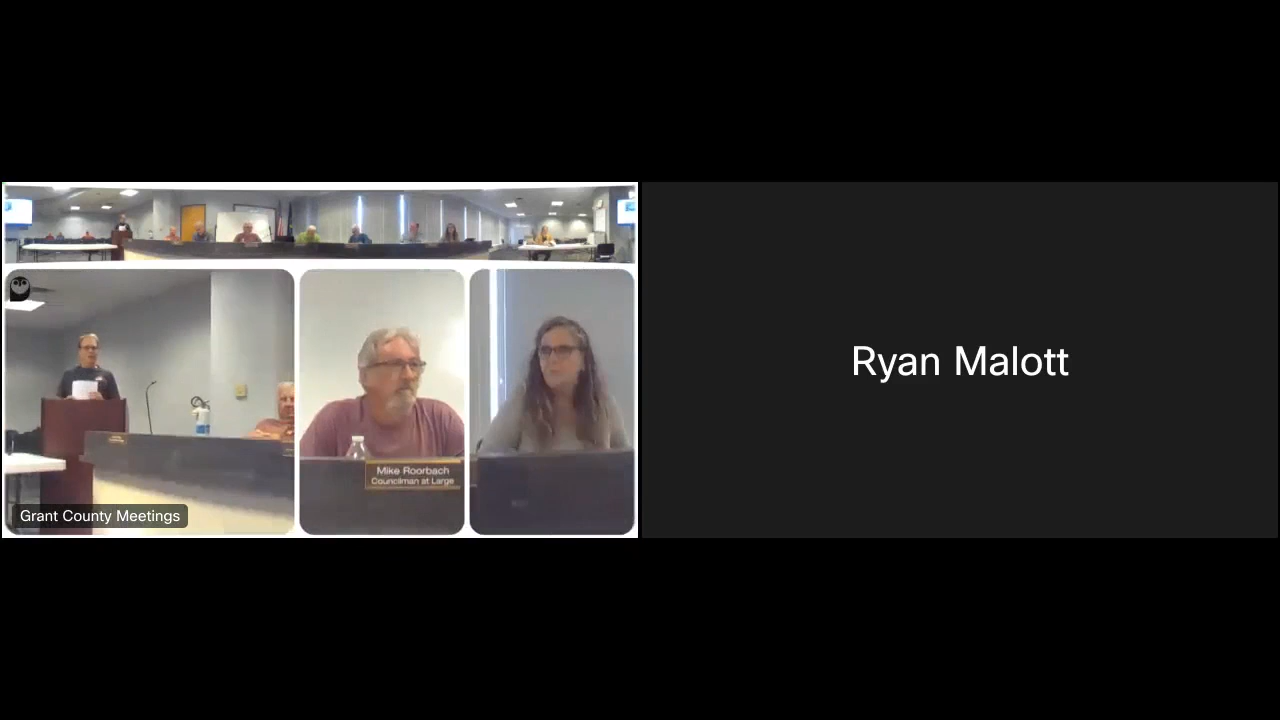 Mike Roorbach
Councilman at Large
Grant County Meetings
Ryan Malott